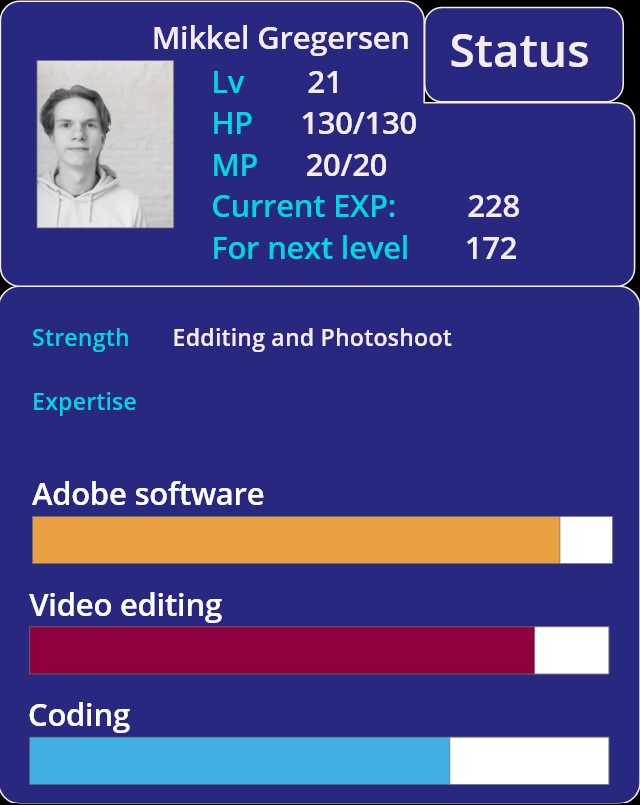 Mikkel Gregersen
Status
Lv 21
HP 130/130
MP 20/20
Current EXP: 228
For next level 172
Strength Edditing and Photoshoot
Expertise
Adobe software
Video editing
Coding